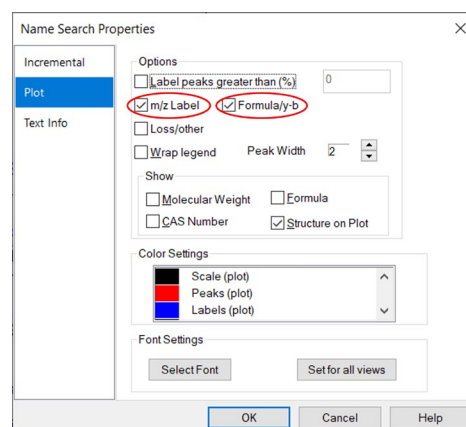 Name Search Properties
Incremental
Plot
Text Info
Options
Label peaks greater than (%) 0
m/z Label Formula/y-b
Loss/other
Wrap legend Peak Width 2
Show
Molecular Weight Formula
CAS Number Structure on Plot
Color Settings
Scale (plot)
Peaks (plot)
Labels (plot)
Font Settings
Select Font Set for all views
OK Cancel Help